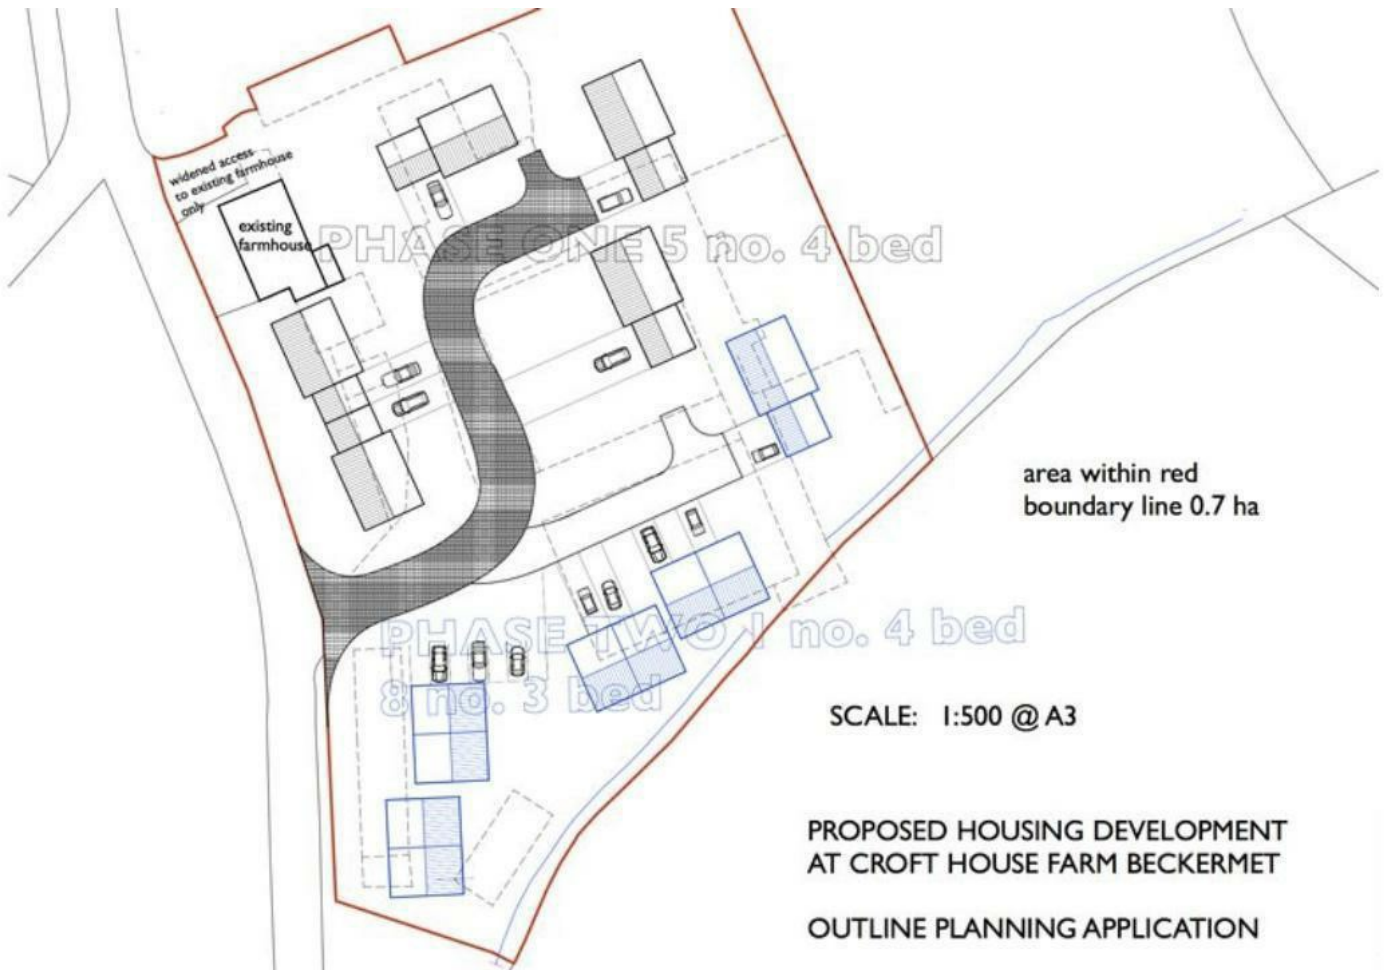 widened access
to existing farmhouse
only
existing
farmhouse
PHASE ONE 5 no. 4 bed
area within red
boundary line 0.7 ha
PHASE TWO 1 no. 4 bed
8 no. 3 bed
SCALE: 1:500 @ A3
PROPOSED HOUSING DEVELOPMENT
AT CROFT HOUSE FARM BECKERMET
OUTLINE PLANNING APPLICATION